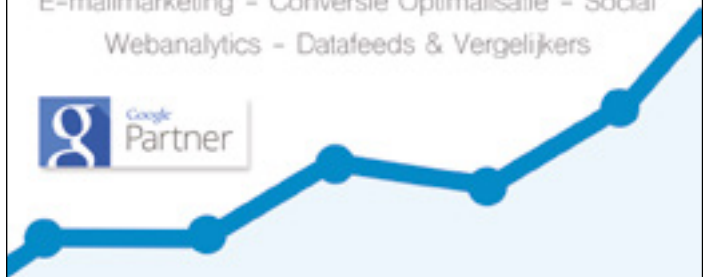 E-mailmarketing - Conversie Optimalisatie - Social
Webanalytics - Datafeeds & Vergelijkers
g
Google
Partner